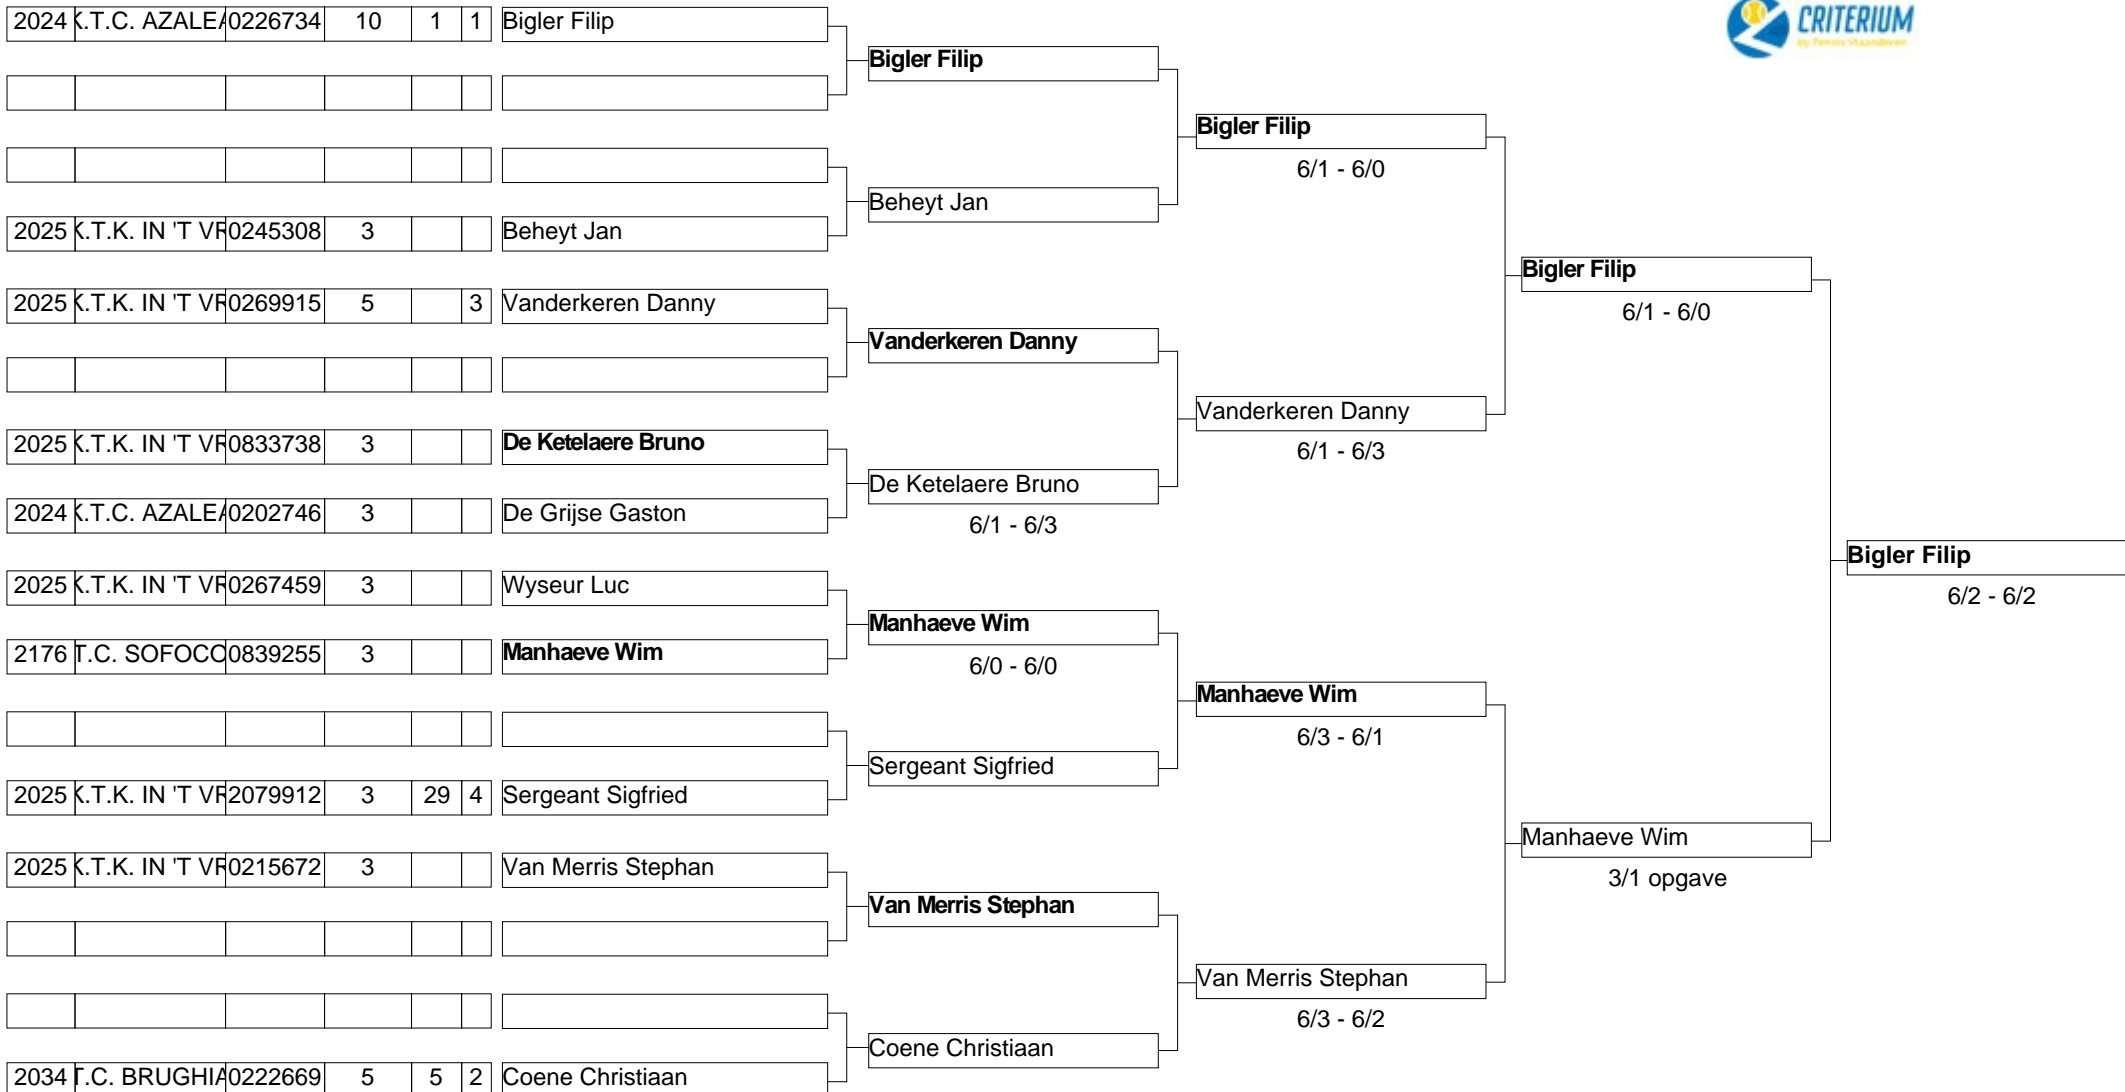 CRITERIUM
by Tennis Vlaanderen
2024 K.T.C. AZALEA 0226734 10 1 1 Bigler Filip
Bigler Filip
Bigler Filip
6/1 - 6/0
Beheyt Jan
2025 K.T.K. IN 'T VR 0245308 3 Beheyt Jan
Bigler Filip
6/1 - 6/0
2025 K.T.K. IN 'T VR 0269915 5 3 Vanderkeren Danny
Vanderkeren Danny
Vanderkeren Danny
6/1 - 6/3
2025 K.T.K. IN 'T VR 0833738 3 De Ketelaere Bruno
De Ketelaere Bruno
6/1 - 6/3
2024 K.T.C. AZALEA 0202746 3 De Grijse Gaston
Bigler Filip
6/2 - 6/2
2025 K.T.K. IN 'T VR 0267459 3 Wyseur Luc
Manhaeve Wim
6/0 - 6/0
2176 T.C. SOFOCO 0839255 3 Manhaeve Wim
Manhaeve Wim
6/3 - 6/1
Sergeant Sigfried
2025 K.T.K. IN 'T VR 2079912 3 29 4 Sergeant Sigfried
Manhaeve Wim
3/1 opgave
2025 K.T.K. IN 'T VR 0215672 3 Van Merris Stephan
Van Merris Stephan
Van Merris Stephan
6/3 - 6/2
Coene Christiaan
2034 T.C. BRUGHIA 0222669 5 5 2 Coene Christiaan